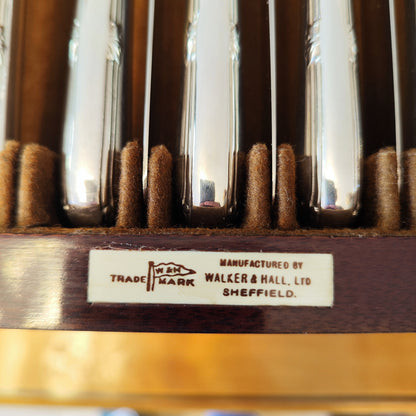 TRADE W & H MARK
MANUFACTURED BY
WALKER & HALL, LTD
SHEFFIELD.